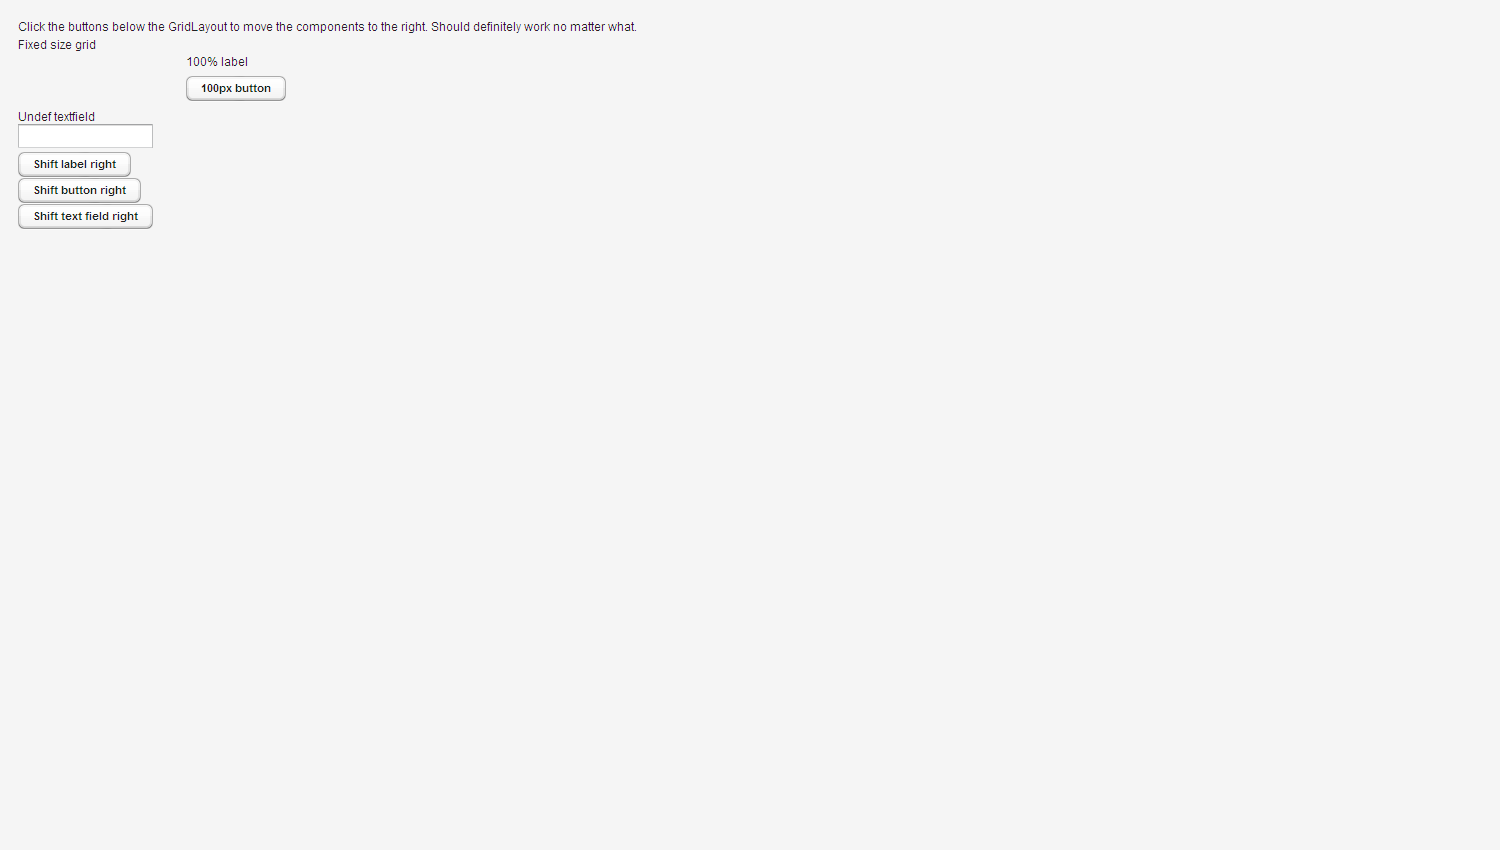 Click the buttons below the GridLayout to move the components to the right. Should definitely work no matter what.
Fixed size grid
100% label
100px button
Undef textfield
Shift label right
Shift button right
Shift text field right